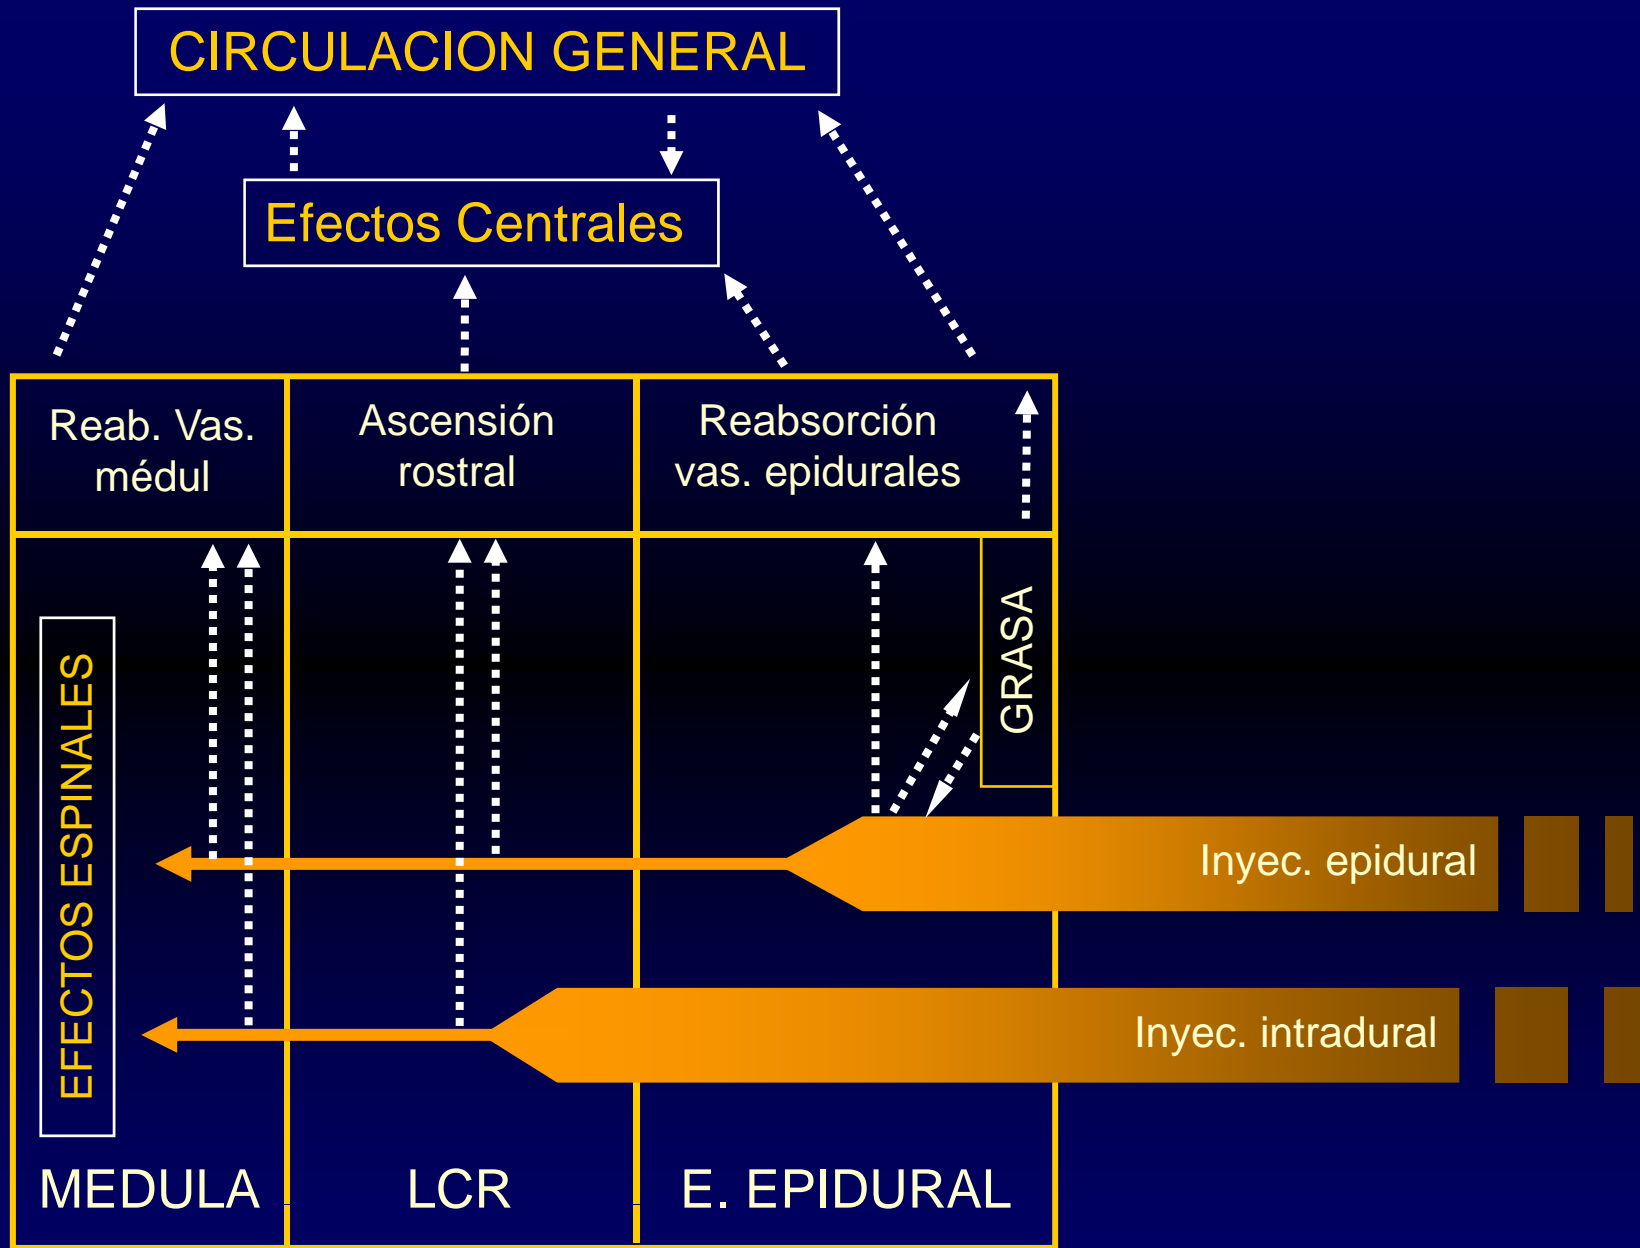 CIRCULACION GENERAL
Efectos Centrales
Reab. Vas.
médul
Ascensión
rostral
Reabsorción
vas. epidurales
EFECTOS ESPINALES
GRASA
Inyec. epidural
Inyec. intradural
MEDULA
LCR
E. EPIDURAL